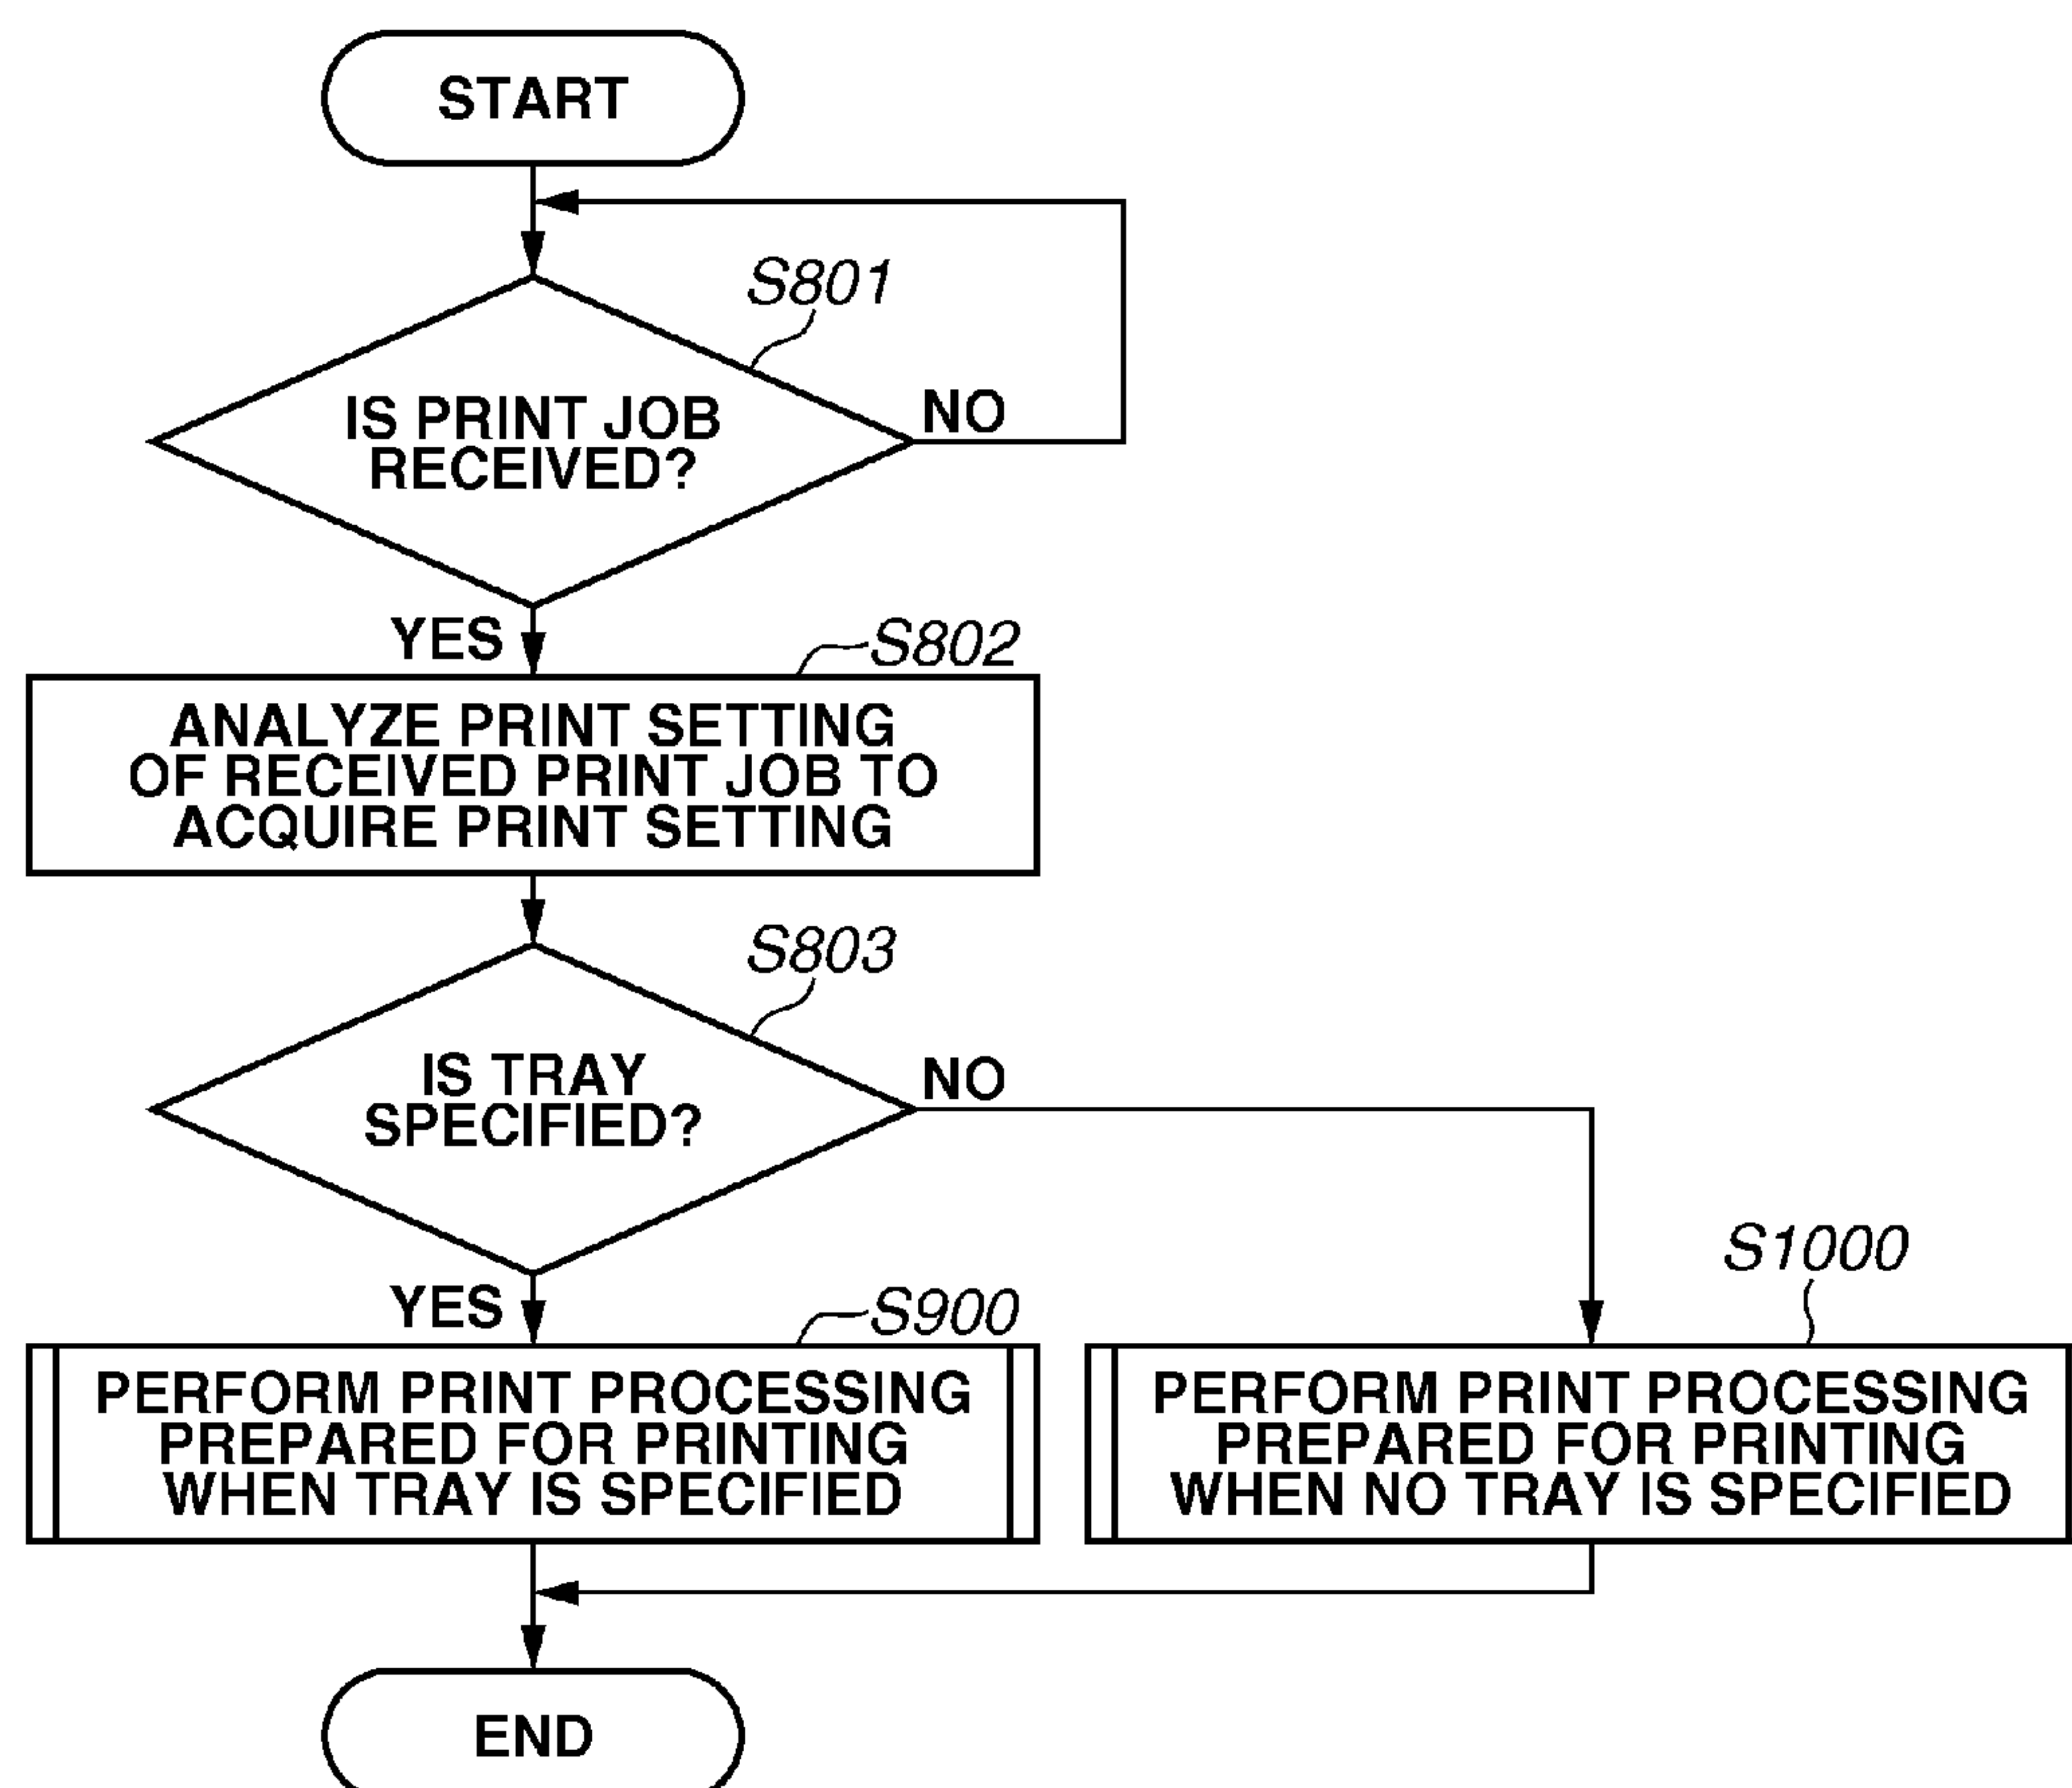 START
S801
IS PRINT JOB
RECEIVED?
NO
YES
S802
ANALYZE PRINT SETTING
OF RECEIVED PRINT JOB TO
ACQUIRE PRINT SETTING
S803
IS TRAY
SPECIFIED?
NO
YES
S900
PERFORM PRINT PROCESSING
PREPARED FOR PRINTING
WHEN TRAY IS SPECIFIED
S1000
PERFORM PRINT PROCESSING
PREPARED FOR PRINTING
WHEN NO TRAY IS SPECIFIED
END